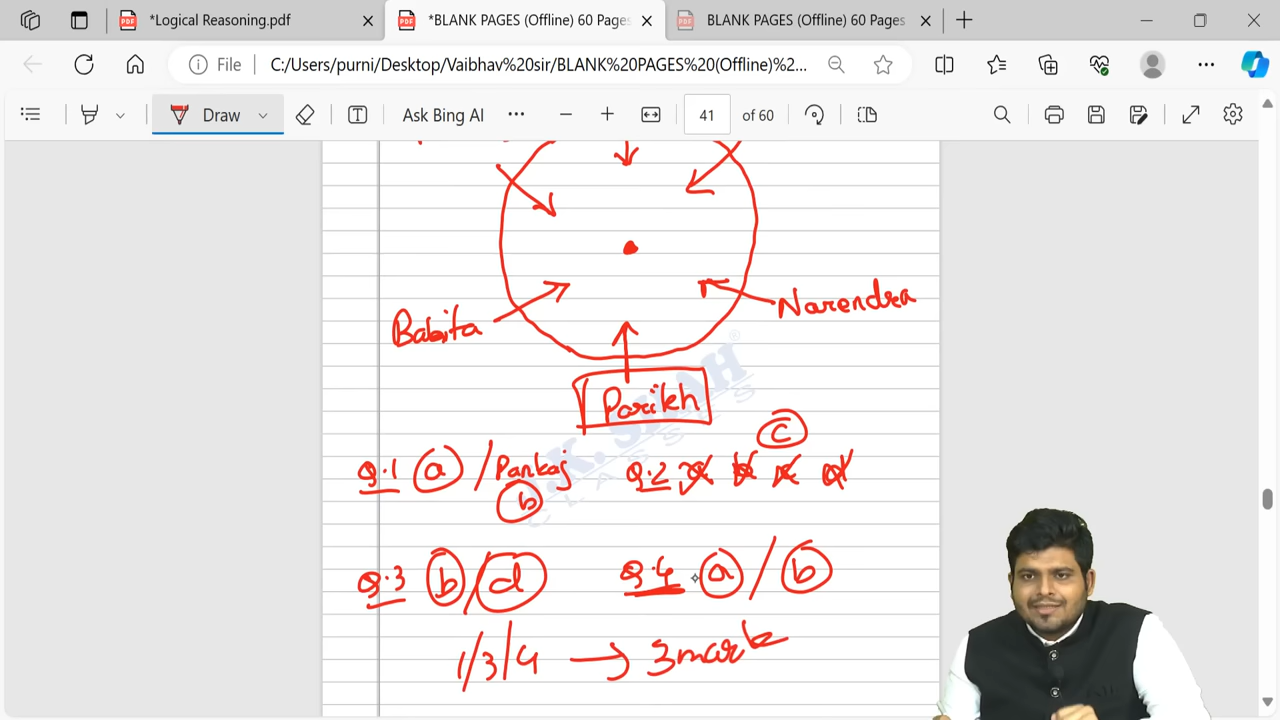 *Logical Reasoning.pdf
*BLANK PAGES (Offline) 60 Pages
BLANK PAGES (Offline) 60 Pages
File
C:/Users/purni/Desktop/Vaibhav%20sir/BLANK%20PAGES%20(Offline)%2...
Draw
Ask Bing AI
41 of 60
Babita
Narendra
Parikh
c
Q.1 a / Pankaj
b
Q.2 a b c d
Q.3 b/d
Q.4 a / b
1/3/4 → 3 mark